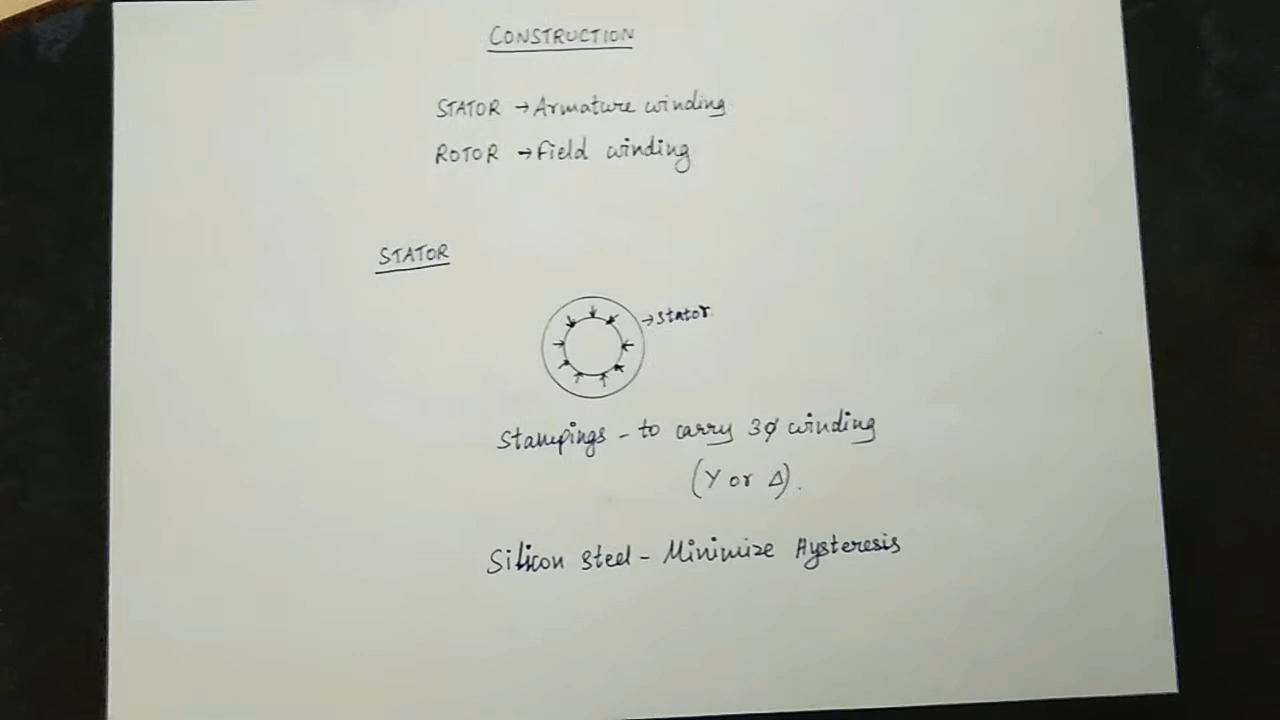 CONSTRUCTION
STATOR → Armature winding
ROTOR → Field winding
STATOR
→ stator
Stampings - to carry 3ϕ winding
(Y or Δ).
Silicon steel - Minimize Hysteresis